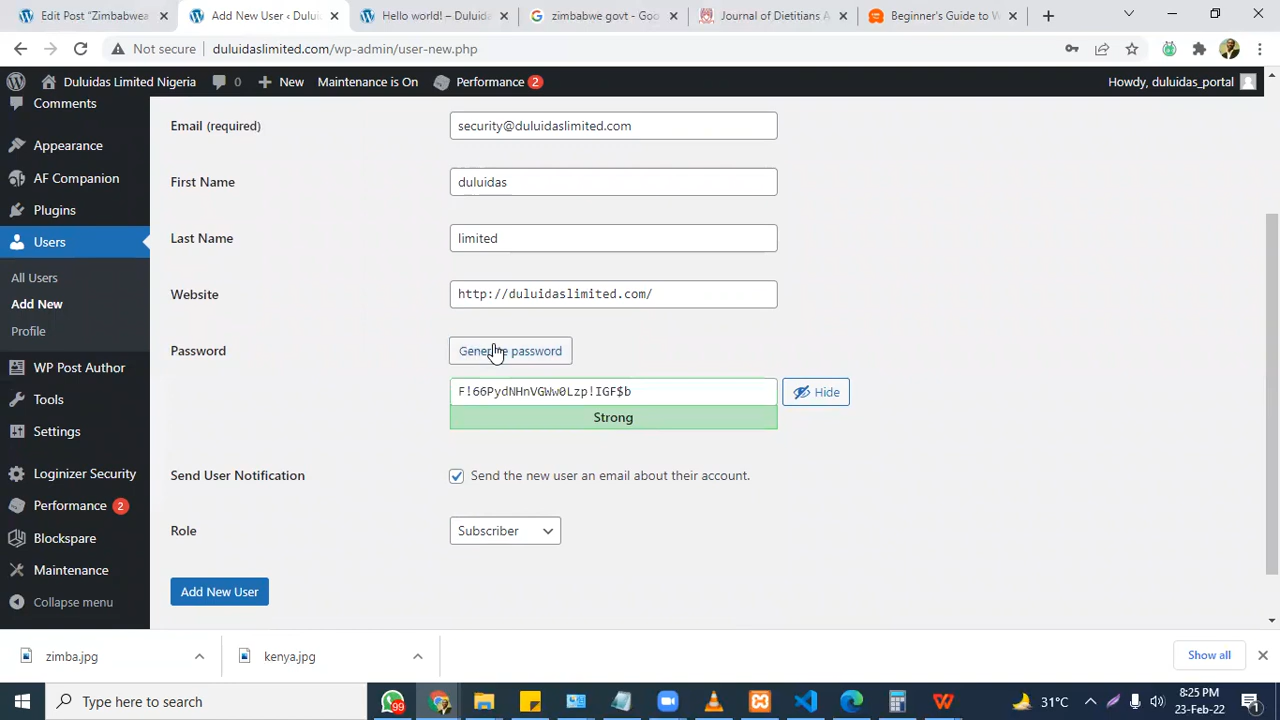 Edit Post "Zimbabwea
Add New User ‹ Dului
Hello world! – Duluida
zimbabwe govt - Goo
Journal of Dietitians A
Beginner's Guide to W
Not secure
duluidaslimited.com/wp-admin/user-new.php
Duluidas Limited Nigeria
0
New
Maintenance is On
Performance 2
Howdy, duluidas_portal
Comments
Appearance
AF Companion
Plugins
Users
All Users
Add New
Profile
WP Post Author
Tools
Settings
Loginizer Security
Performance 2
Blockspare
Maintenance
Collapse menu
Email (required)
security@duluidaslimited.com
First Name
duluidas
Last Name
limited
Website
http://duluidaslimited.com/
Password
Generate password
F!66PydNHnVGWw0Lzp!IGF$b
Hide
Strong
Send User Notification
Send the new user an email about their account.
Role
Subscriber
Add New User
zimba.jpg
kenya.jpg
Show all
Type here to search
99
31°C
8:25 PM
23-Feb-22
1